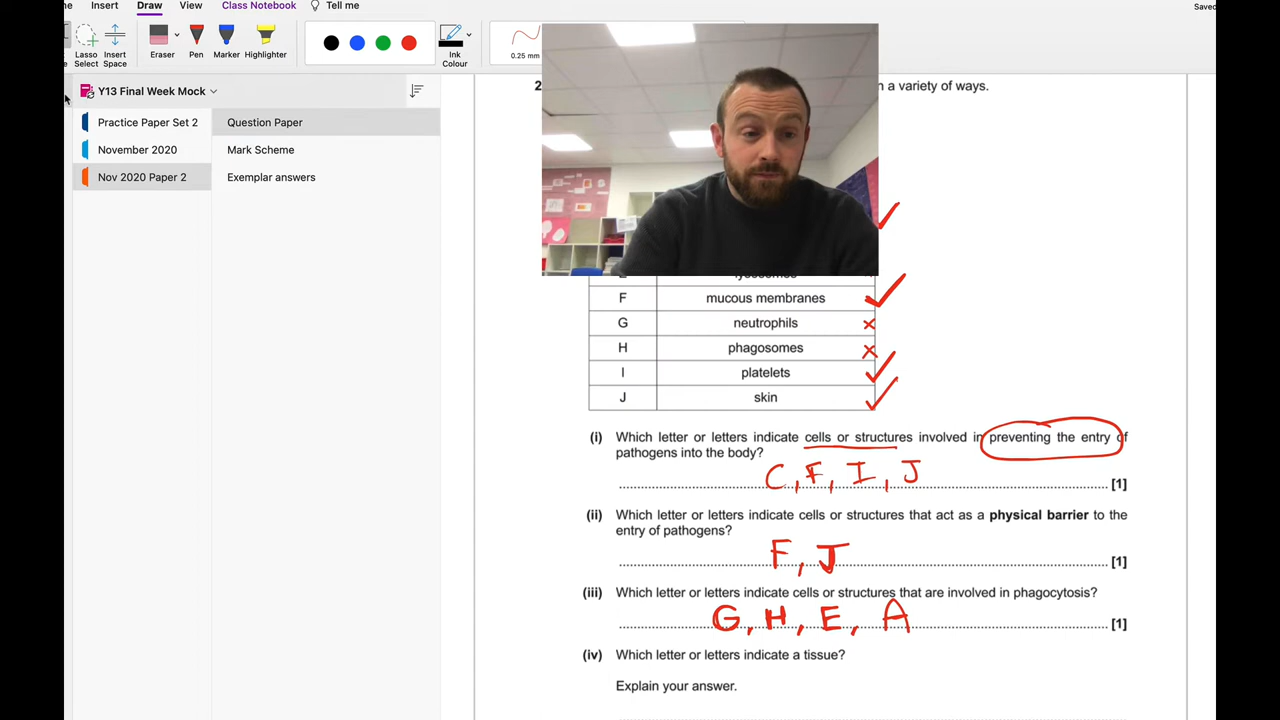 Insert Draw View Class Notebook Tell me
Saved
Lasso Select
Insert Space
Eraser
Pen
Marker
Highlighter
0.25 mm
Ink Colour
Y13 Final Week Mock
Practice Paper Set 2
Question Paper
November 2020
Mark Scheme
Nov 2020 Paper 2
Exemplar answers
2
n a variety of ways.
F mucous membranes
G neutrophils
H phagosomes
I platelets
J skin
(i) Which letter or letters indicate cells or structures involved in preventing the entry of
pathogens into the body?
C, F, I, J [1]
(ii) Which letter or letters indicate cells or structures that act as a physical barrier to the
entry of pathogens?
F, J [1]
(iii) Which letter or letters indicate cells or structures that are involved in phagocytosis?
G, H, E, A [1]
(iv) Which letter or letters indicate a tissue?
Explain your answer.